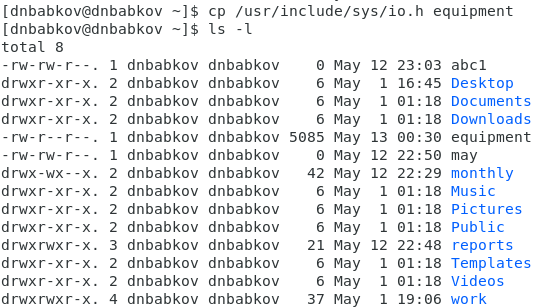 [dnbabkov@dnbabkov ~]$ cp /usr/include/sys/io.h equipment
[dnbabkov@dnbabkov ~]$ ls -l
total 8
-rw-rw-r--. 1 dnbabkov dnbabkov    0 May 12 23:03 abc1
drwxr-xr-x. 2 dnbabkov dnbabkov    6 May  1 16:45 Desktop
drwxr-xr-x. 2 dnbabkov dnbabkov    6 May  1 01:18 Documents
drwxr-xr-x. 2 dnbabkov dnbabkov    6 May  1 01:18 Downloads
-rw-r--r--. 1 dnbabkov dnbabkov 5085 May 13 00:30 equipment
-rw-rw-r--. 1 dnbabkov dnbabkov    0 May 12 22:50 may
drwx-wx--x. 2 dnbabkov dnbabkov   42 May 12 22:29 monthly
drwxr-xr-x. 2 dnbabkov dnbabkov    6 May  1 01:18 Music
drwxr-xr-x. 2 dnbabkov dnbabkov    6 May  1 01:18 Pictures
drwxr-xr-x. 2 dnbabkov dnbabkov    6 May  1 01:18 Public
drwxrwxr-x. 3 dnbabkov dnbabkov   21 May 12 22:48 reports
drwxr-xr-x. 2 dnbabkov dnbabkov    6 May  1 01:18 Templates
drwxr-xr-x. 2 dnbabkov dnbabkov    6 May  1 01:18 Videos
drwxrwxr-x. 4 dnbabkov dnbabkov   37 May  1 19:06 work